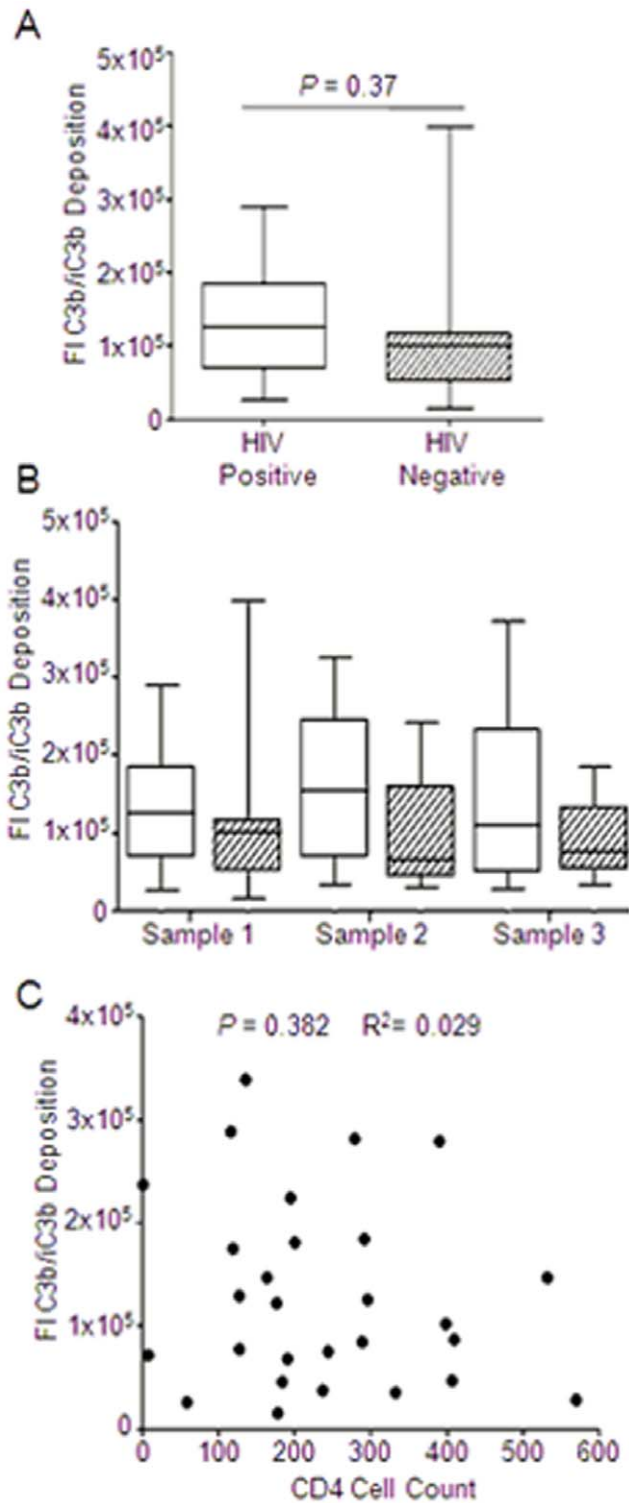 A
FI C3b/iC3b Deposition
5x10⁵
4x10⁵
3x10⁵
2x10⁵
1x10⁵
0
P = 0.37
HIV Positive
HIV Negative
B
FI C3b/iC3b Deposition
5x10⁵
4x10⁵
3x10⁵
2x10⁵
1x10⁵
0
Sample 1 Sample 2 Sample 3
C
FI C3b/iC3b Deposition
P = 0.382 R²= 0.029
4x10⁵
3x10⁵
2x10⁵
1x10⁵
0
0 100 200 300 400 500 600
CD4 Cell Count